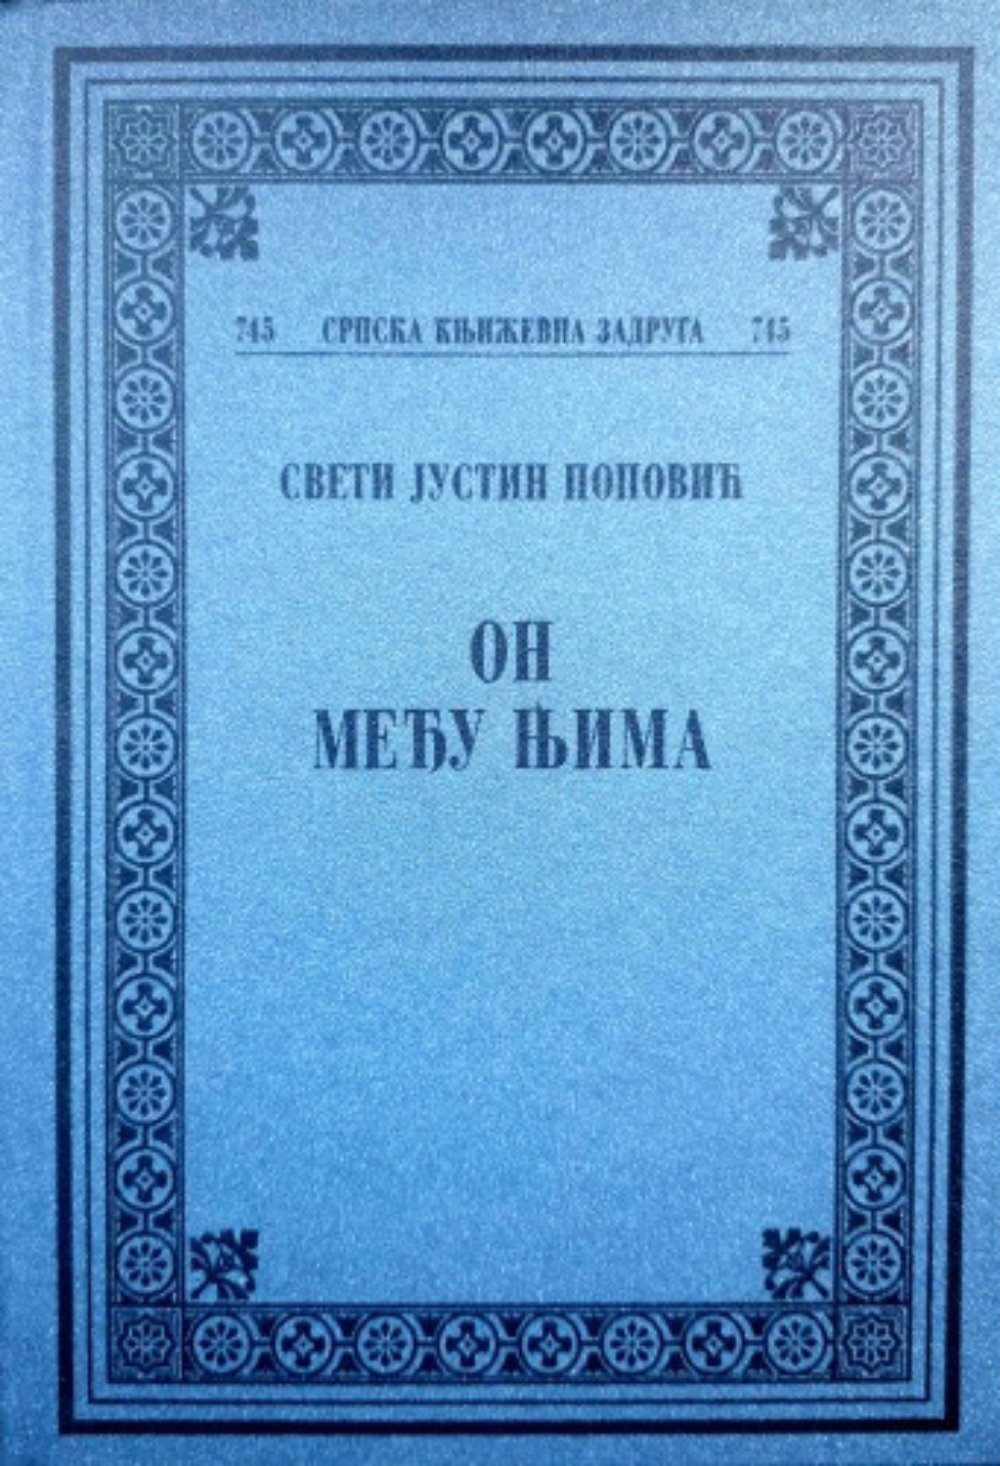 745 СРПСКА КЊИЖЕВНА ЗАДРУГА 745
СВЕТИ ЈУСТИН ПОПОВИЋ
ОН
МЕЂУ ЊИМА